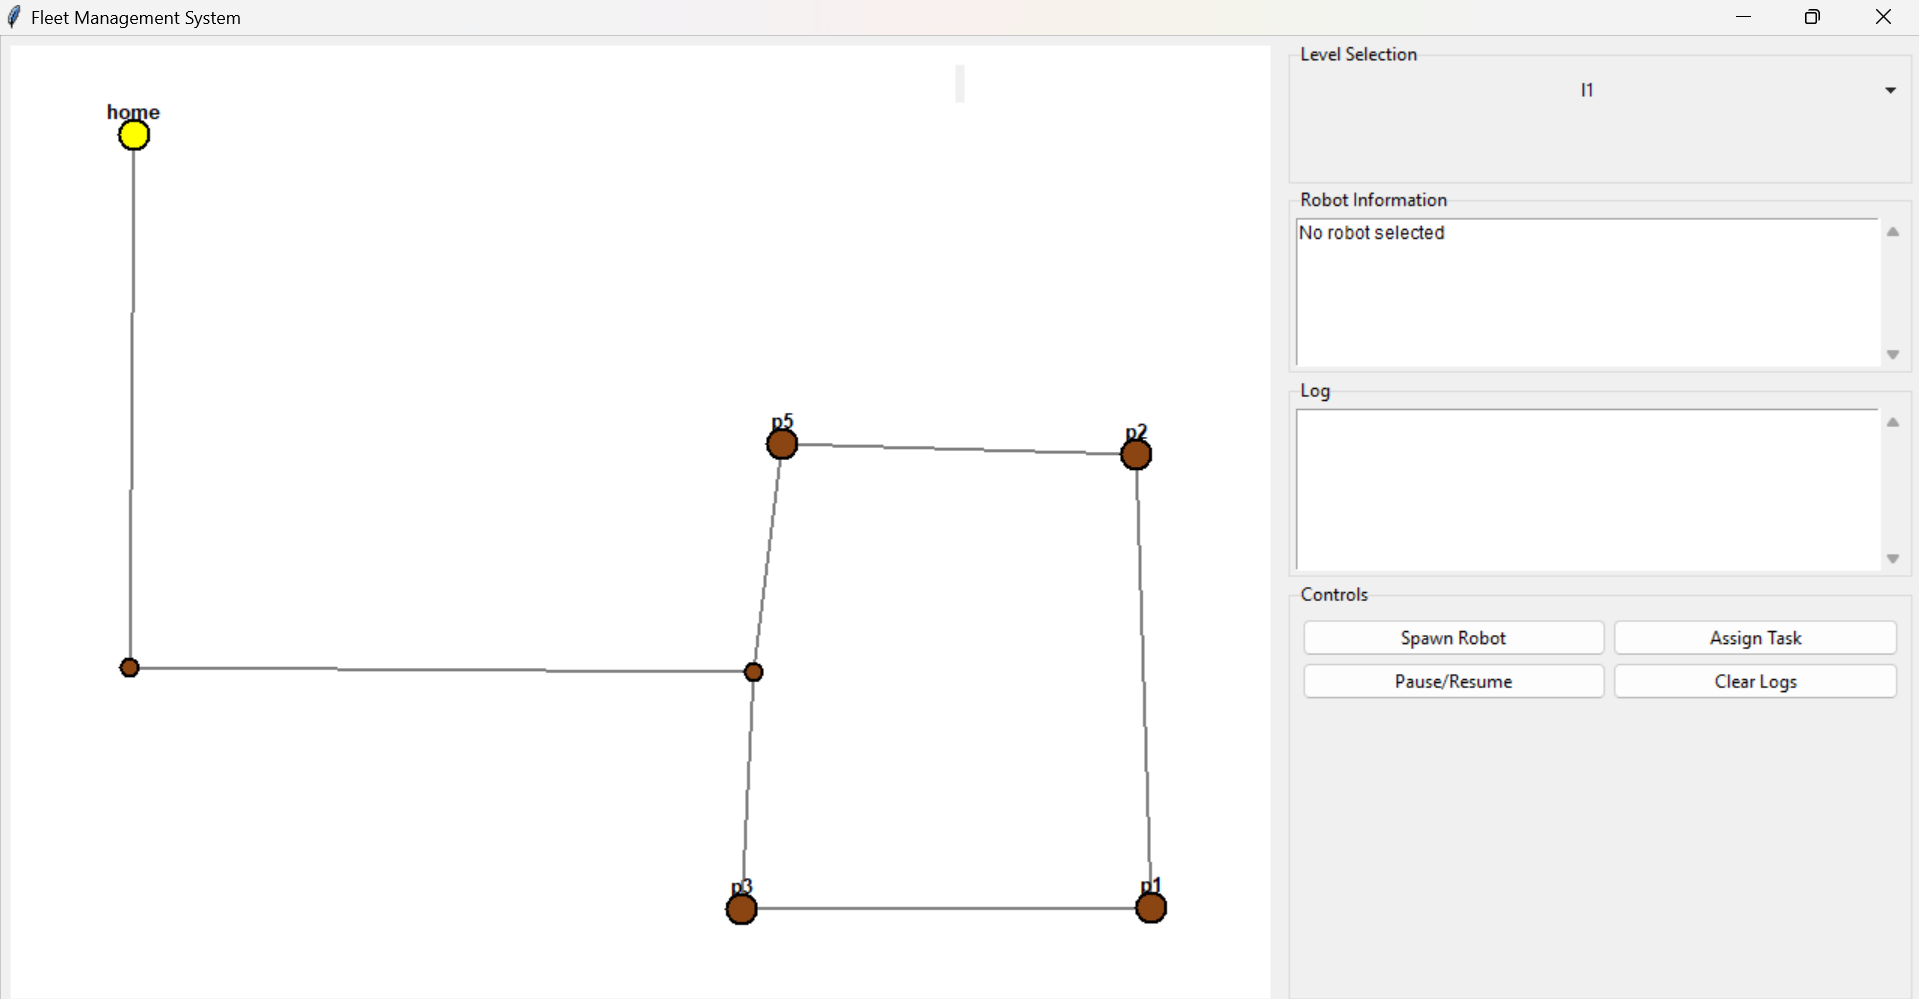 Fleet Management System
home
p5
p2
p3
p1
Level Selection
l1
Robot Information
No robot selected
Log
Controls
Spawn Robot
Assign Task
Pause/Resume
Clear Logs